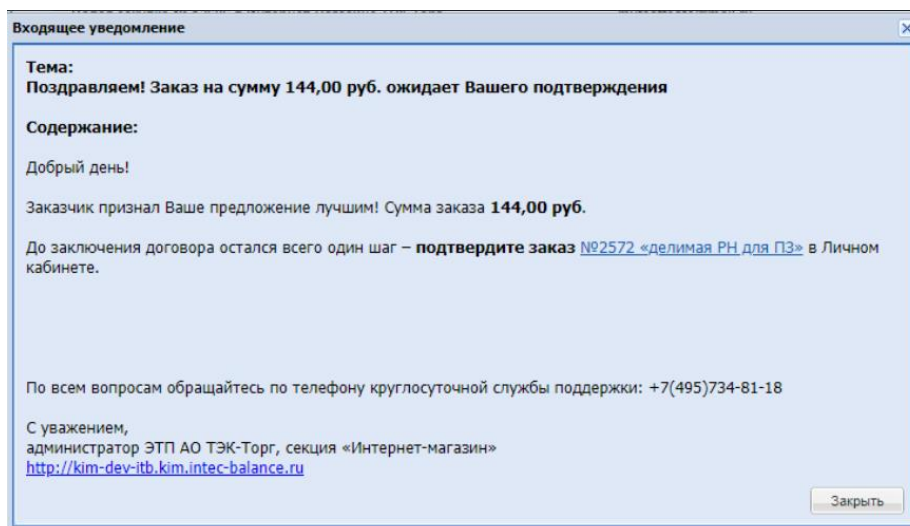 Входящее уведомление
Тема:
Поздравляем! Заказ на сумму 144,00 руб. ожидает Вашего подтверждения
Содержание:
Добрый день!
Заказчик признал Ваше предложение лучшим! Сумма заказа 144,00 руб.
До заключения договора остался всего один шаг – подтвердите заказ №2572 «делимая РН для ПЗ» в Личном
кабинете.
По всем вопросам обращайтесь по телефону круглосуточной службы поддержки: +7(495)734-81-18
С уважением,
администратор ЭТП АО ТЭК-Торг, секция «Интернет-магазин»
http://kim-dev-itb.kim.intec-balance.ru
Закрыть